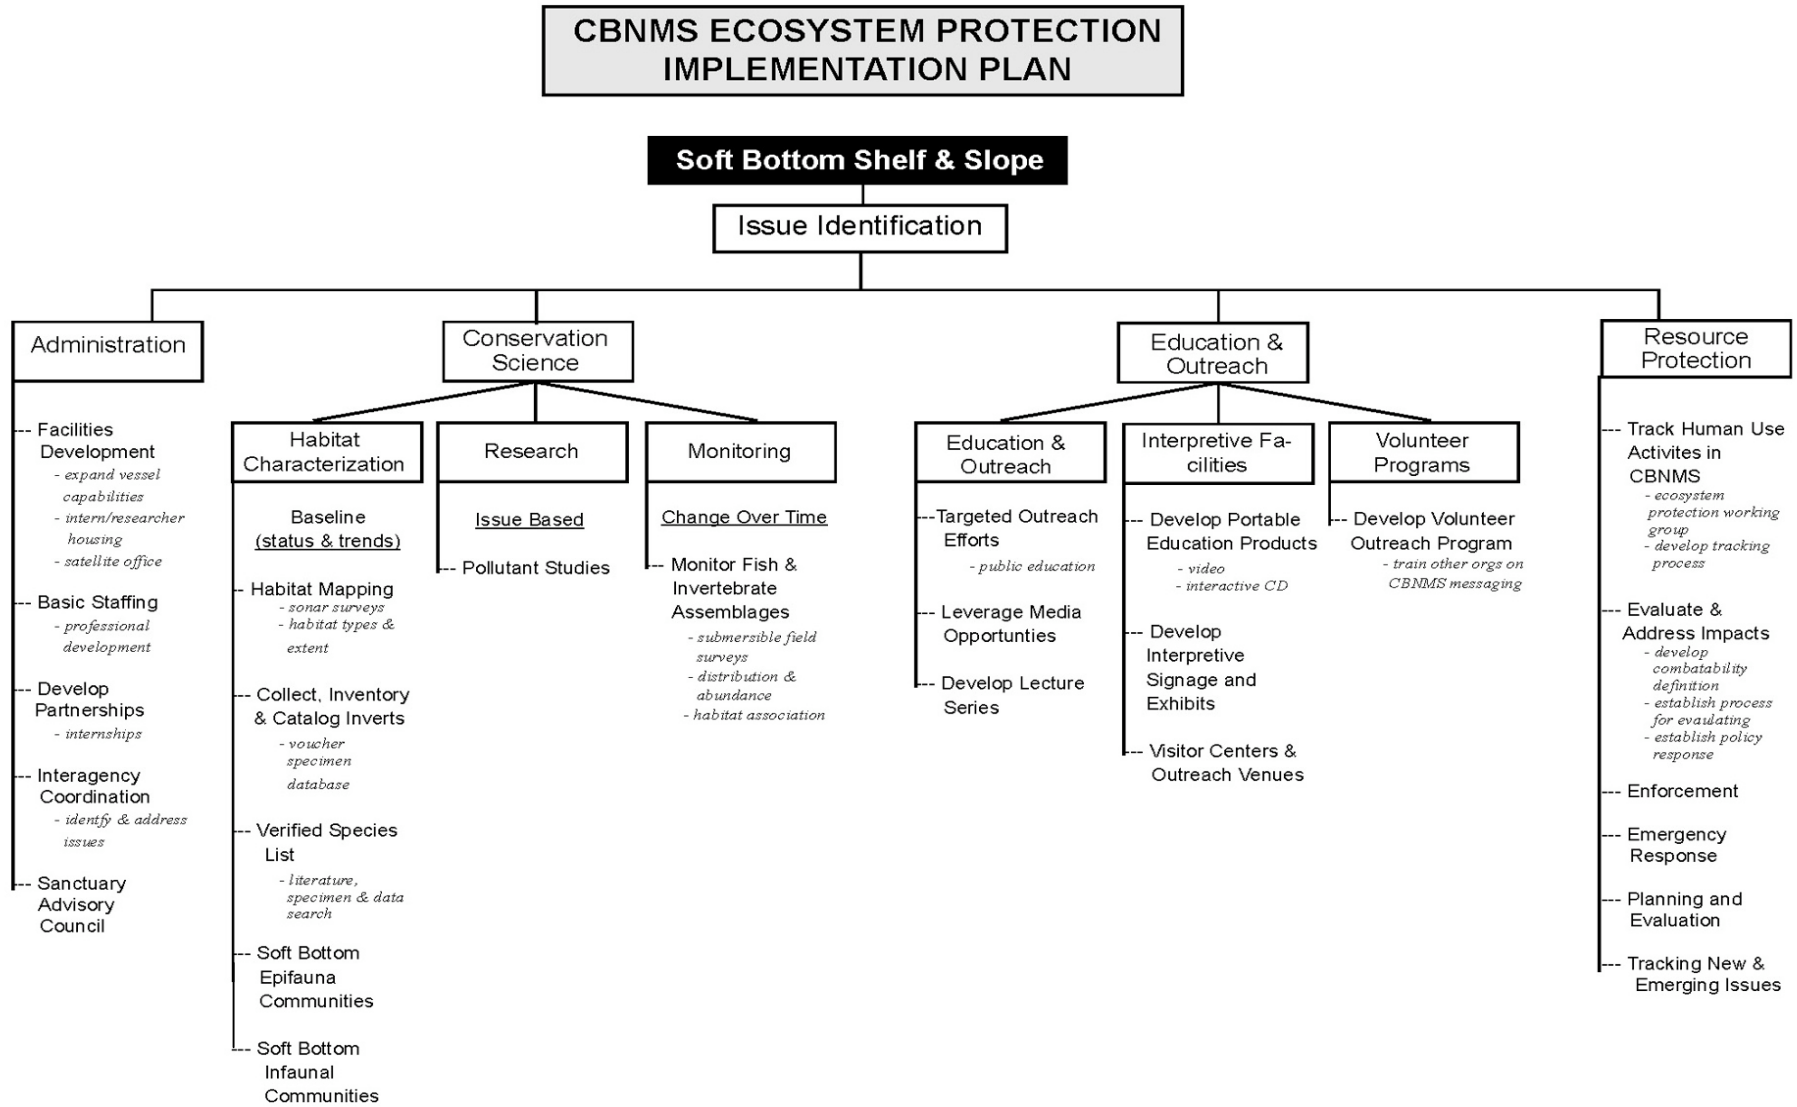 CBNMS ECOSYSTEM PROTECTION
IMPLEMENTATION PLAN
Soft Bottom Shelf & Slope
Issue Identification
Administration
--- Facilities
Development
- expand vessel
capabilities
- intern/researcher
housing
- satellite office
--- Basic Staffing
- professional
development
--- Develop
Partnerships
- internships
--- Interagency
Coordination
- identfy & address
issues
--- Sanctuary
Advisory
Council
Conservation
Science
Habitat
Characterization
Baseline
(status & trends)
--- Habitat Mapping
- sonar surveys
- habitat types &
extent
--- Collect, Inventory
& Catalog Inverts
- voucher
specimen
database
--- Verified Species
List
- literature,
specimen & data
search
--- Soft Bottom
Epifauna
Communities
--- Soft Bottom
Infaunal
Communities
Research
Issue Based
--- Pollutant Studies
Monitoring
Change Over Time
--- Monitor Fish &
Invertebrate
Assemblages
- submersible field
surveys
- distribution &
abundance
- habitat association
Education &
Outreach
Education &
Outreach
---Targeted Outreach
Efforts
- public education
--- Leverage Media
Opportunties
--- Develop Lecture
Series
Interpretive Fa-
cilities
--- Develop Portable
Education Products
- video
- interactive CD
--- Develop
Interpretive
Signage and
Exhibits
--- Visitor Centers &
Outreach Venues
Volunteer
Programs
--- Develop Volunteer
Outreach Program
- train other orgs on
CBNMS messaging
Resource
Protection
--- Track Human Use
Activites in
CBNMS
- ecosystem
protection working
group
- develop tracking
process
--- Evaluate &
Address Impacts
- develop
combatability
definition
- establish process
for evaulating
- establish policy
response
--- Enforcement
--- Emergency
Response
--- Planning and
Evaluation
--- Tracking New &
Emerging Issues